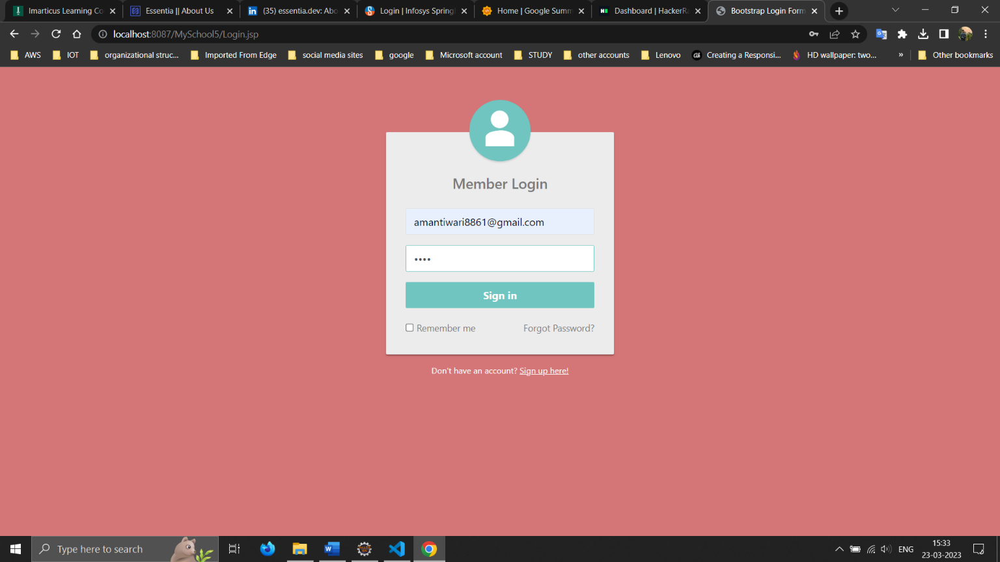 Imarticus Learning Co
Essentia || About Us
(35) essentia.dev: Abo
Login | Infosys Spring
Home | Google Summ
Dashboard | HackerRa
Bootstrap Login Form
localhost:8087/MySchool5/Login.jsp
AWS
IOT
organizational struc...
Imported From Edge
social media sites
google
Microsoft account
STUDY
other accounts
Lenovo
Creating a Responsi...
HD wallpaper: two...
»
Other bookmarks
Member Login
amantiwari8861@gmail.com
••••
Sign in
Remember me
Forgot Password?
Don't have an account? Sign up here!
Type here to search
ENG
15:33
23-03-2023